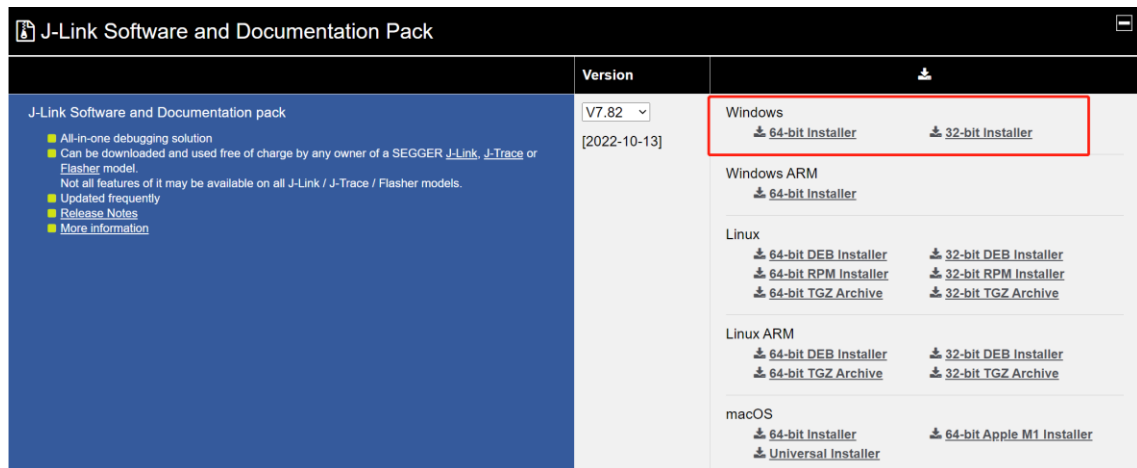 J-Link Software and Documentation Pack
Version
J-Link Software and Documentation pack
All-in-one debugging solution
Can be downloaded and used free of charge by any owner of a SEGGER J-Link, J-Trace or
Flasher model.
Not all features of it may be available on all J-Link / J-Trace / Flasher models.
Updated frequently
Release Notes
More information
V7.82
[2022-10-13]
Windows
64-bit Installer 32-bit Installer
Windows ARM
64-bit Installer
Linux
64-bit DEB Installer 32-bit DEB Installer
64-bit RPM Installer 32-bit RPM Installer
64-bit TGZ Archive 32-bit TGZ Archive
Linux ARM
64-bit DEB Installer 32-bit DEB Installer
64-bit TGZ Archive 32-bit TGZ Archive
macOS
64-bit Installer 64-bit Apple M1 Installer
Universal Installer